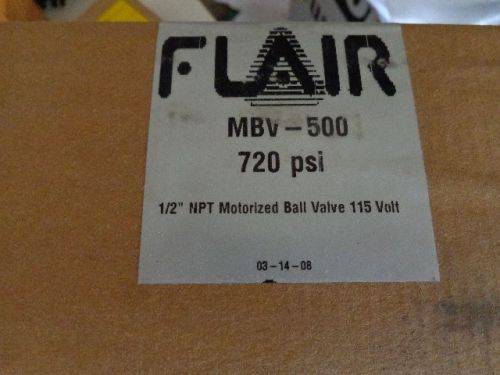 FLAIR
MBV-500
720 psi
1/2" NPT Motorized Ball Valve 115 Volt
03-14-08